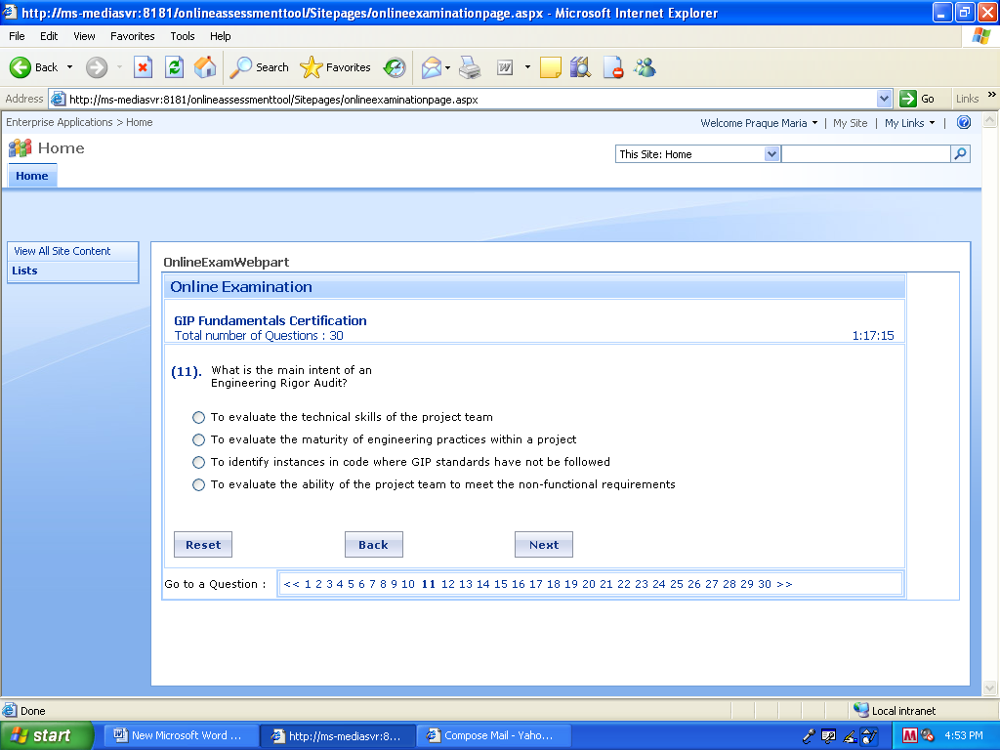 http://ms-mediasvr:8181/onlineassessmenttool/Sitepages/onlineexaminationpage.aspx - Microsoft Internet Explorer
File Edit View Favorites Tools Help
Back Search Favorites
Address http://ms-mediasvr:8181/onlineassessmenttool/Sitepages/onlineexaminationpage.aspx Go Links »
Enterprise Applications > Home Welcome Praque Maria | My Site | My Links |
Home
This Site: Home
Home
View All Site Content
Lists
OnlineExamWebpart
Online Examination
GIP Fundamentals Certification
Total number of Questions : 30 1:17:15
(11). What is the main intent of an
Engineering Rigor Audit?
To evaluate the technical skills of the project team
To evaluate the maturity of engineering practices within a project
To identify instances in code where GIP standards have not be followed
To evaluate the ability of the project team to meet the non-functional requirements
Reset Back Next
Go to a Question : << 1 2 3 4 5 6 7 8 9 10 11 12 13 14 15 16 17 18 19 20 21 22 23 24 25 26 27 28 29 30 >>
Done Local intranet
start New Microsoft Word ... http://ms-mediasvr:8... Compose Mail - Yaho... 4:53 PM